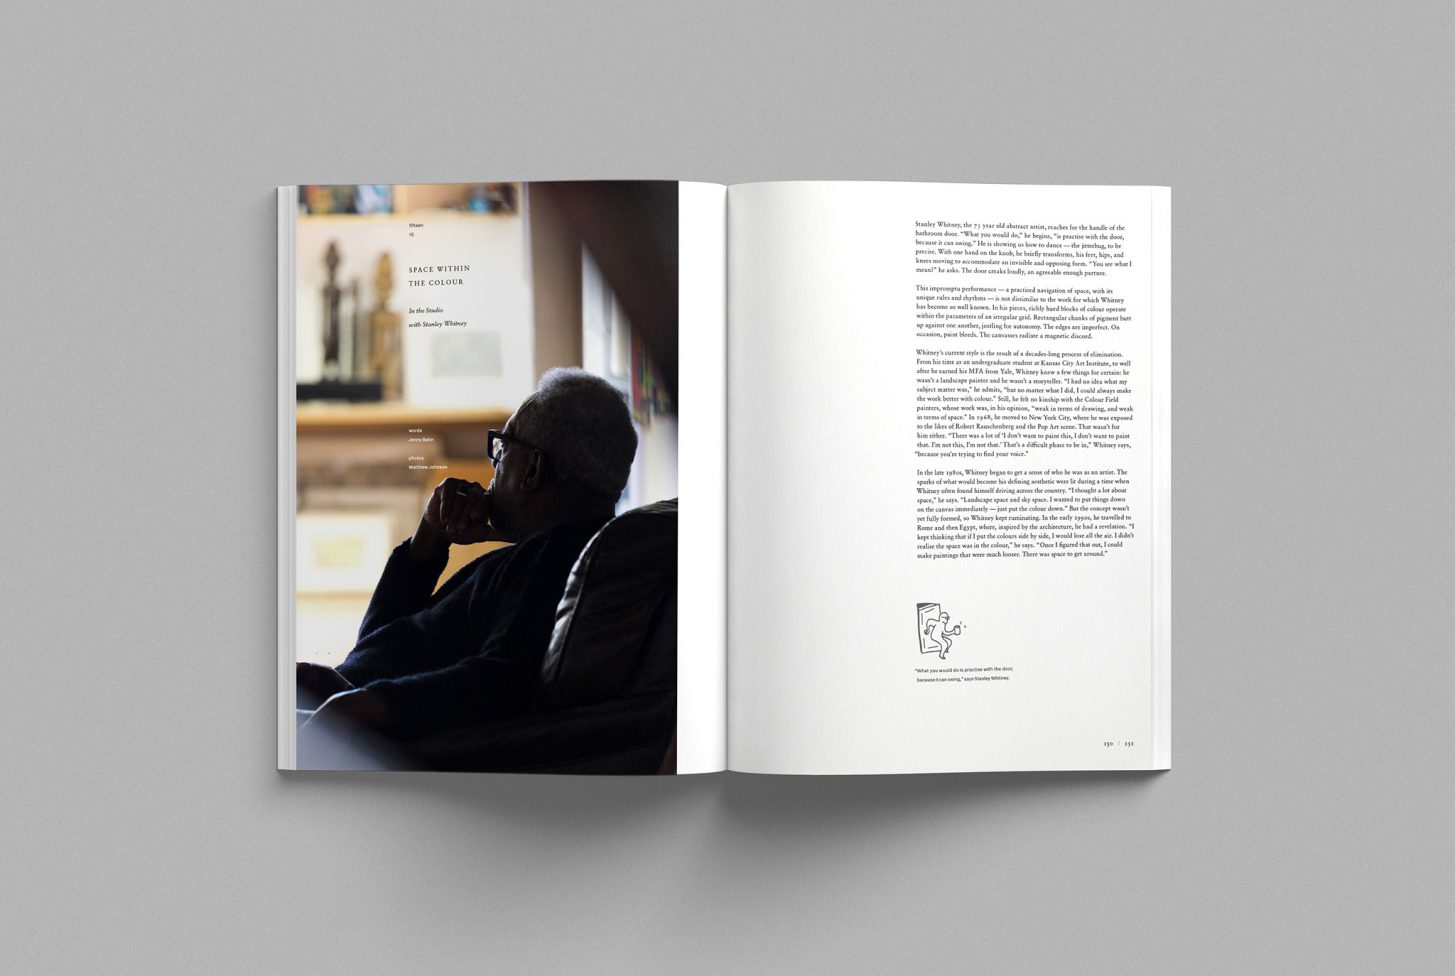 fifteen
15
SPACE WITHIN
THE COLOUR
In the Studio
with Stanley Whitney
words
Jenny Bahn
photos
Matthew Johnson
Stanley Whitney, the 73 year old abstract artist, reaches for the handle of the
bathroom door. “What you would do,” he begins, “is practise with the door,
because it can swing.” He is showing us how to dance — the jitterbug, to be
precise. With one hand on the knob, he briefly transforms, his feet, hips, and
knees moving to accommodate an invisible and opposing form. “You see what I
mean?” he asks. The door creaks loudly, an agreeable enough partner.
This impromptu performance — a practised navigation of space, with its
unique rules and rhythms — is not dissimilar to the work for which Whitney
has become so well known. In his pieces, richly hued blocks of colour operate
within the parameters of an irregular grid. Rectangular chunks of pigment butt
up against one another, jostling for autonomy. The edges are imperfect. On
occasion, paint bleeds. The canvasses radiate a magnetic discord.
Whitney’s current style is the result of a decades-long process of elimination.
From his time as an undergraduate student at Kansas City Art Institute, to well
after he earned his MFA from Yale, Whitney knew a few things for certain: he
wasn’t a landscape painter and he wasn’t a storyteller. “I had no idea what my
subject matter was,” he admits, “but no matter what I did, I could always make
the work better with colour.” Still, he felt no kinship with the Colour Field
painters, whose work was, in his opinion, “weak in terms of drawing, and weak
in terms of space.” In 1968, he moved to New York City, where he was exposed
to the likes of Robert Rauschenberg and the Pop Art scene. That wasn’t for
him either. “There was a lot of ‘I don’t want to paint this, I don’t want to paint
that. I’m not this, I’m not that.’ That’s a difficult phase to be in,” Whitney says,
“because you’re trying to find your voice.”
In the late 1980s, Whitney began to get a sense of who he was as an artist. The
sparks of what would become his defining aesthetic were lit during a time when
Whitney often found himself driving across the country. “I thought a lot about
space,” he says. “Landscape space and sky space. I wanted to put things down
on the canvas immediately — just put the colour down.” But the concept wasn’t
yet fully formed, so Whitney kept ruminating. In the early 1990s, he travelled to
Rome and then Egypt, where, inspired by the architecture, he had a revelation. “I
kept thinking that if I put the colours side by side, I would lose all the air. I didn’t
realise the space was in the colour,” he says. “Once I figured that out, I could
make paintings that were much looser. There was space to get around.”
“What you would do is practise with the door,
because it can swing,” says Stanley Whitney.
150 | 151